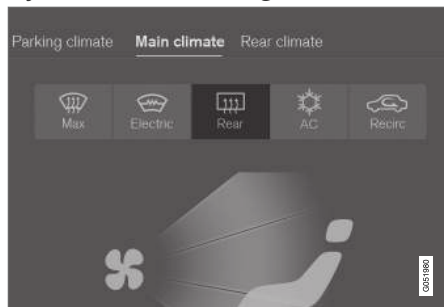 Parking climate Main climate Rear climate
Max Electric Rear AC Recirc
G051980